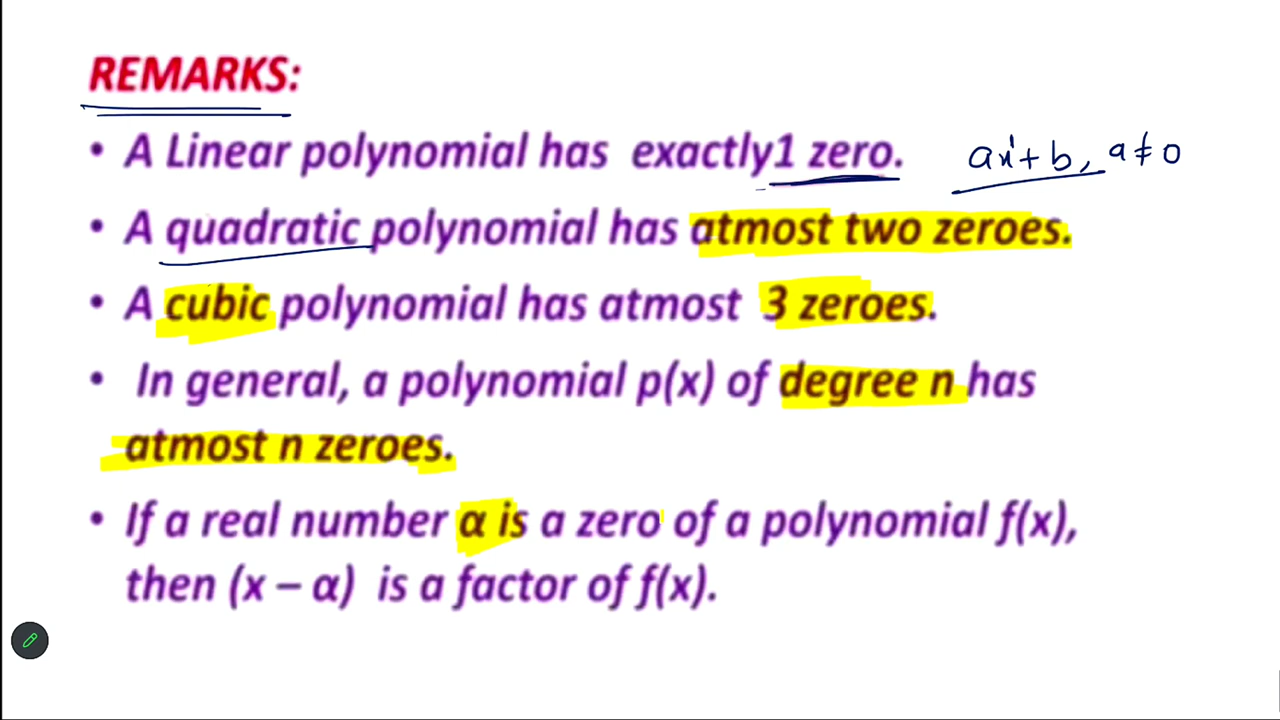 REMARKS:
• A Linear polynomial has exactly1 zero. ax¹+b, a≠0
• A quadratic polynomial has atmost two zeroes.
• A cubic polynomial has atmost 3 zeroes.
• In general, a polynomial p(x) of degree n has
atmost n zeroes.
• If a real number α is a zero of a polynomial f(x),
then (x – α) is a factor of f(x).